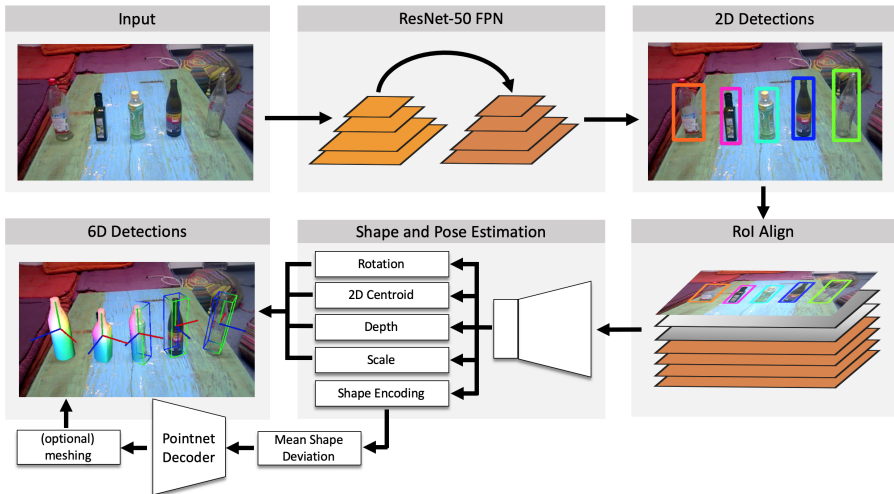 Input
ResNet-50 FPN
2D Detections
RoI Align
Shape and Pose Estimation
Rotation
2D Centroid
Depth
Scale
Shape Encoding
6D Detections
Mean Shape
Deviation
Pointnet
Decoder
(optional)
meshing